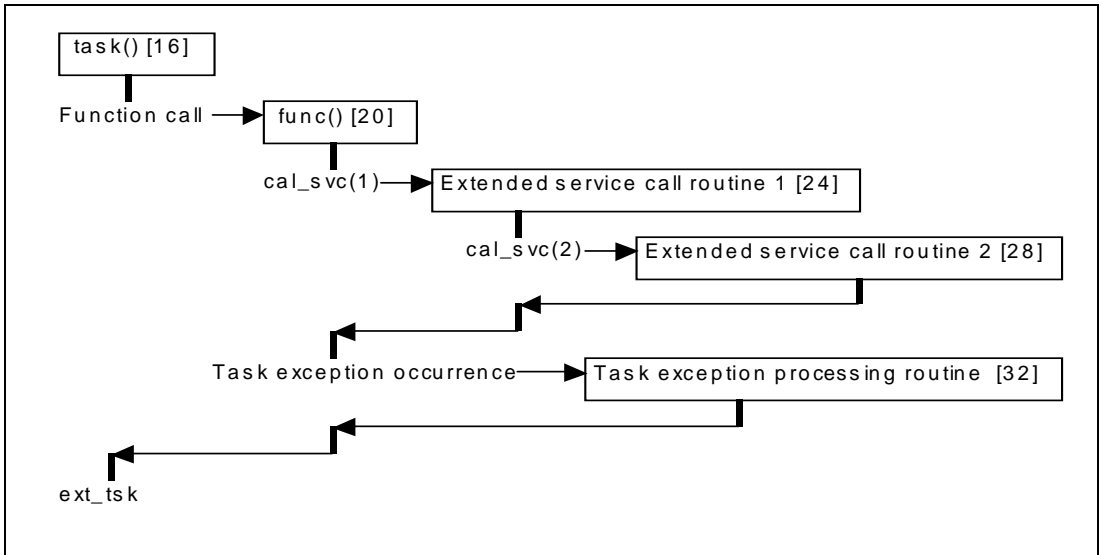 task() [16]
Function call
func() [20]
cal_svc(1)
Extended service call routine 1 [24]
cal_svc(2)
Extended service call routine 2 [28]
Task exception occurrence
Task exception processing routine [32]
ext_tsk